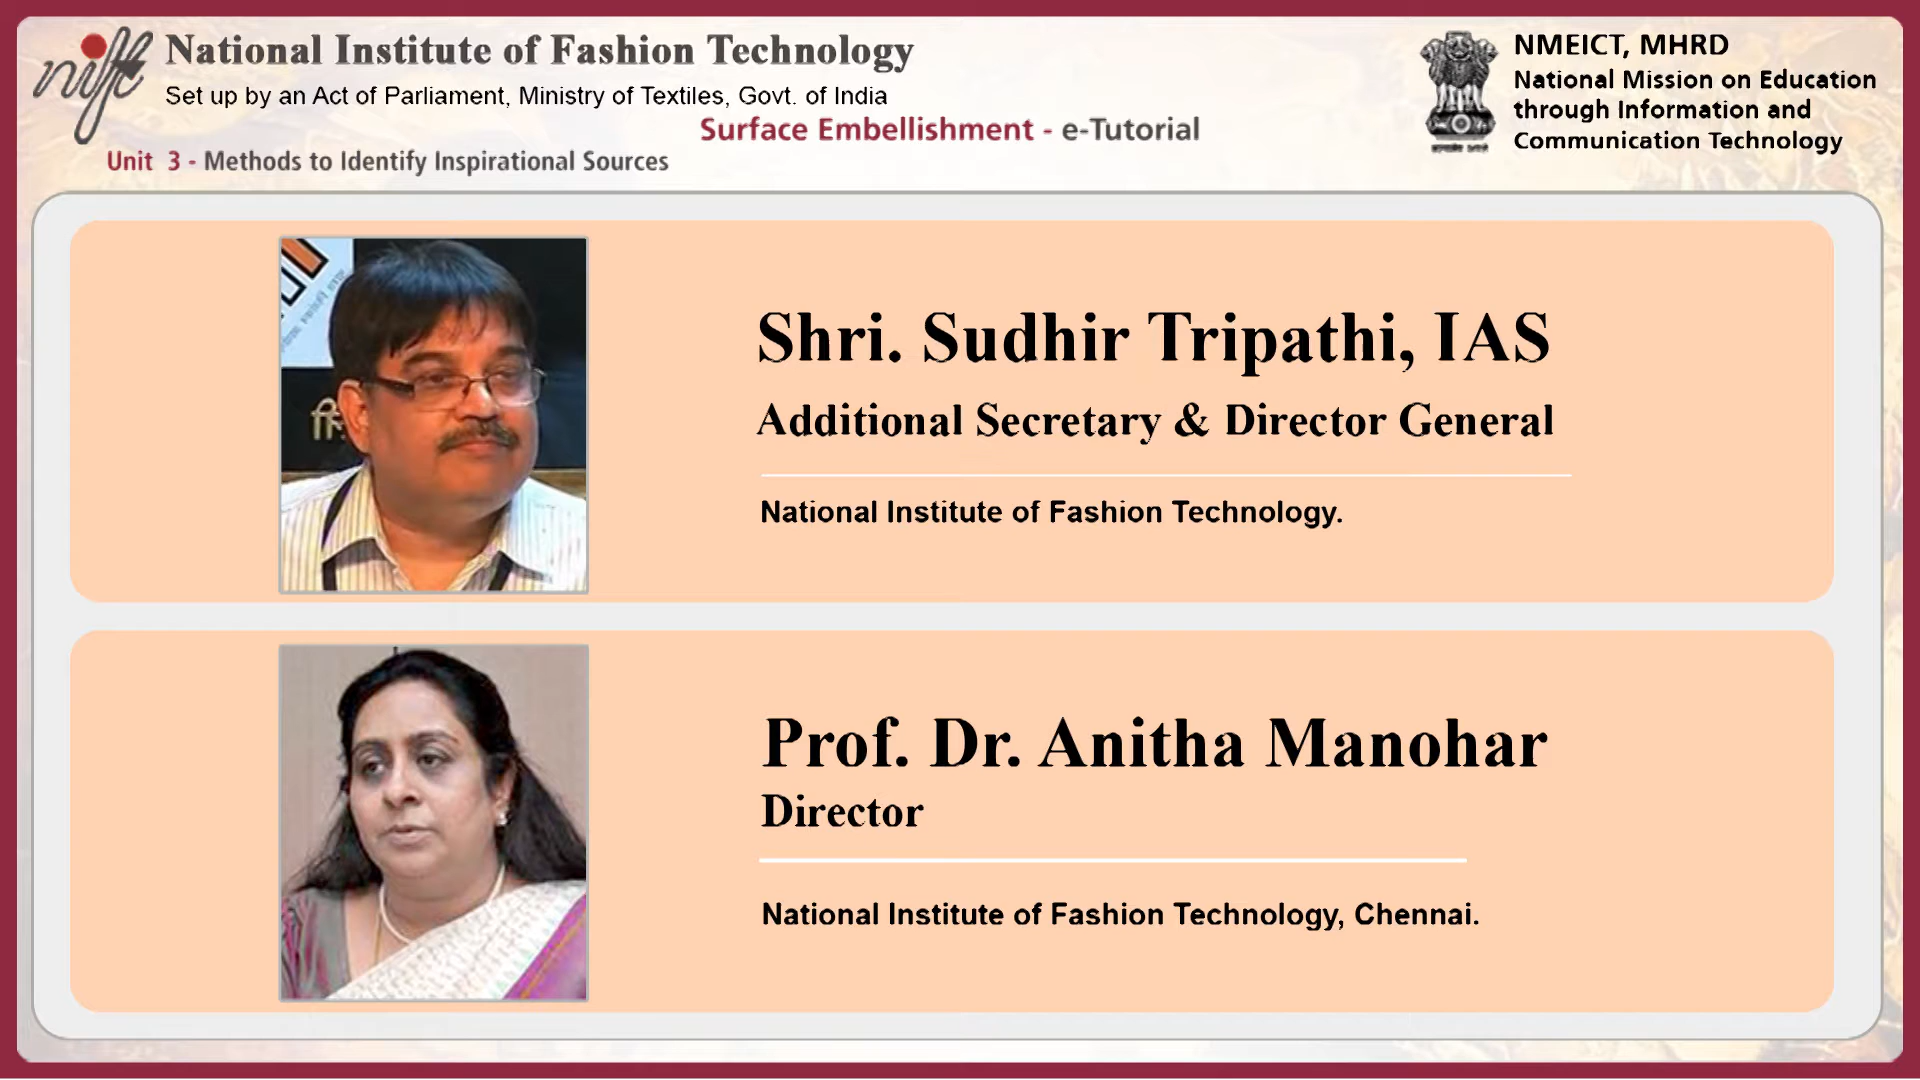 nift
National Institute of Fashion Technology
Set up by an Act of Parliament, Ministry of Textiles, Govt. of India
Surface Embellishment - e-Tutorial
Unit 3 - Methods to Identify Inspirational Sources
NMEICT, MHRD
National Mission on Education
through Information and
Communication Technology
Shri. Sudhir Tripathi, IAS
Additional Secretary & Director General
National Institute of Fashion Technology.
Prof. Dr. Anitha Manohar
Director
National Institute of Fashion Technology, Chennai.